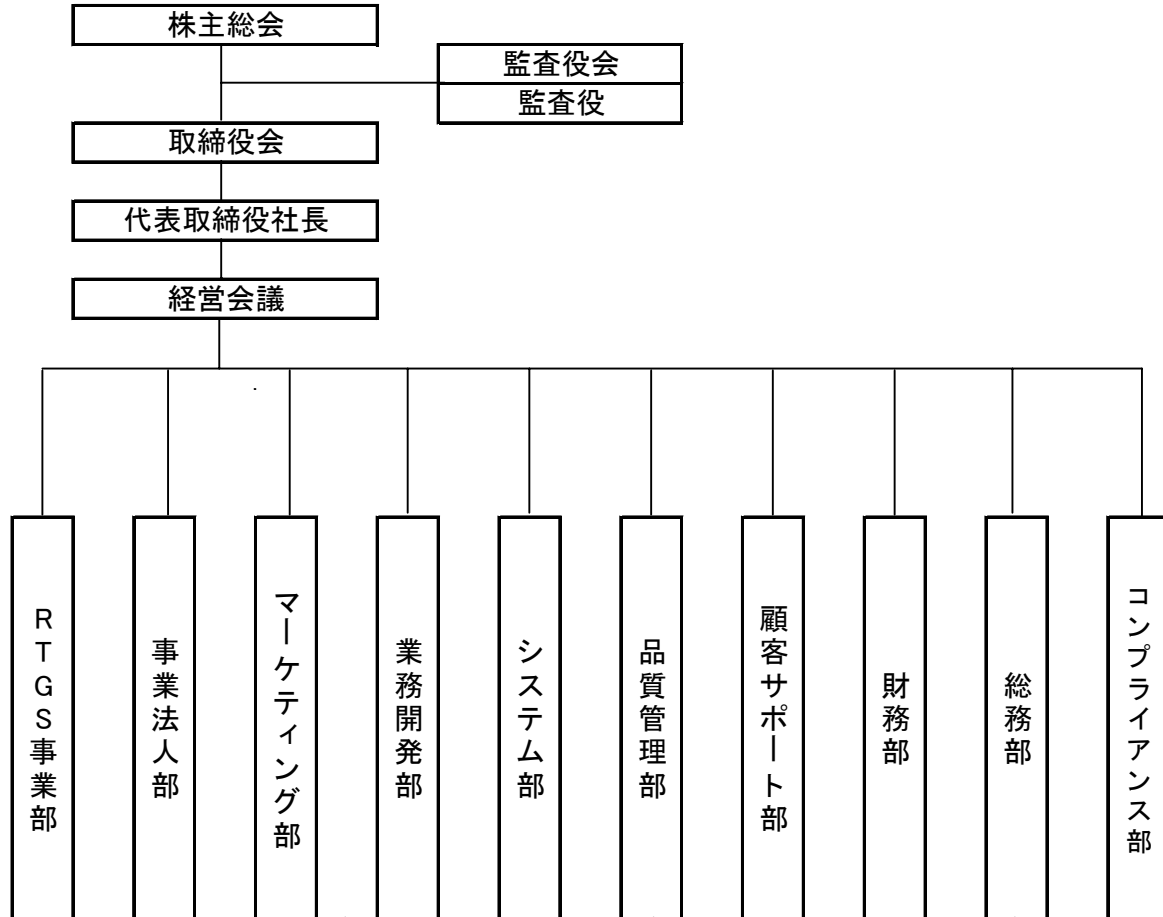 株主総会
監査役会
監査役
取締役会
代表取締役社長
経営会議
RTGS事業部
事業法人部
マーケティング部
業務開発部
システム部
品質管理部
顧客サポート部
財務部
総務部
コンプライアンス部